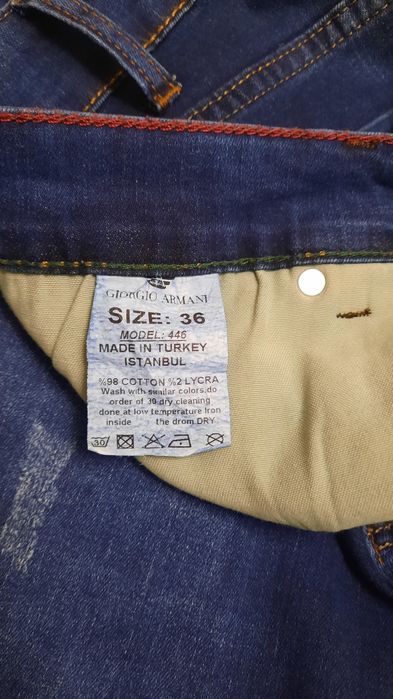 GIORGIO ARMANI
SIZE: 36
MODEL: 446
MADE IN TURKEY
ISTANBUL
%98 COTTON %2 LYCRA
Wash with similar colors.do
order of 30 dry cleaning
done at low temperature Iron
inside the drom DRY
30